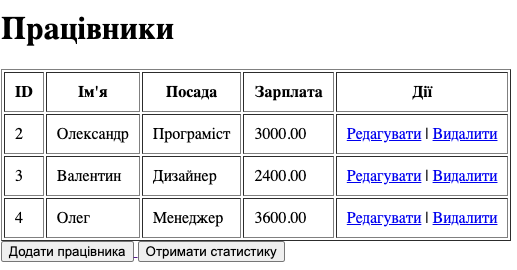 Працівники
ID Ім'я Посада Зарплата Дії
2 Олександр Програміст 3000.00 Редагувати | Видалити
3 Валентин Дизайнер 2400.00 Редагувати | Видалити
4 Олег Менеджер 3600.00 Редагувати | Видалити
Додати працівника Отримати статистику